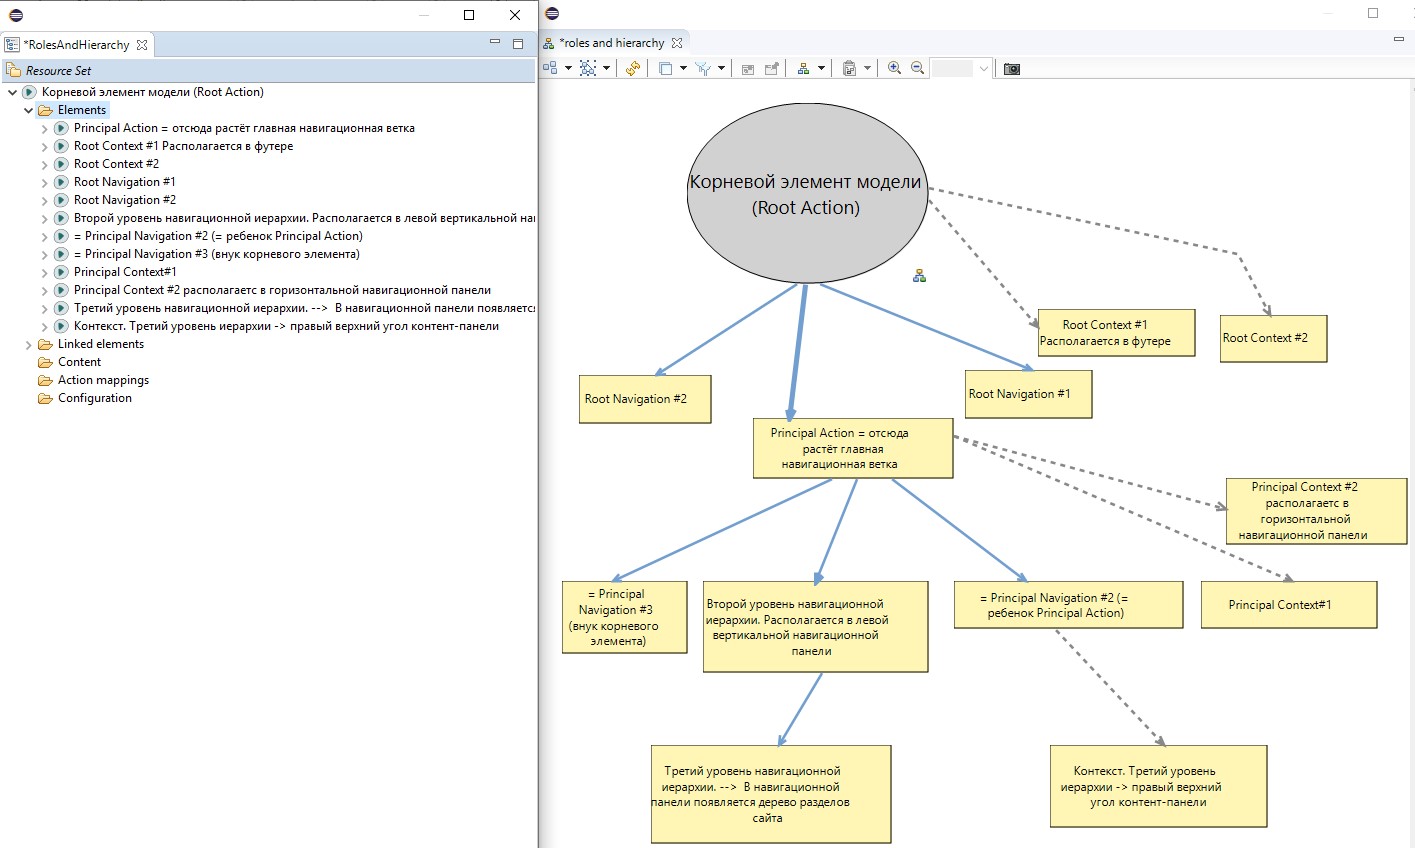 *RolesAndHierarchy
Resource Set
Корневой элемент модели (Root Action)
Elements
Principal Action = отсюда растёт главная навигационная ветка
Root Context #1 Располагается в футере
Root Context #2
Root Navigation #1
Root Navigation #2
Второй уровень навигационной иерархии. Располагается в левой вертикальной на
= Principal Navigation #2 (= ребенок Principal Action)
= Principal Navigation #3 (внук корневого элемента)
Principal Context#1
Principal Context #2 располагаетс в горизонтальной навигационной панели
Третий уровень навигационной иерархии. --> В навигационной панели появляетс
Контекст. Третий уровень иерархии -> правый верхний угол контент-панели
Linked elements
Content
Action mappings
Configuration
*roles and hierarchy
Корневой элемент модели
(Root Action)
Root Context #1
Располагается в футере
Root Context #2
Root Navigation #2
Root Navigation #1
Principal Action = отсюда
растёт главная
навигационная ветка
Principal Context #2
располагаетс в
горизонтальной
навигационной панели
= Principal
Navigation #3
(внук корневого
элемента)
Второй уровень навигационной
иерархии. Располагается в левой
вертикальной навигационной
панели
= Principal Navigation #2 (=
ребенок Principal Action)
Principal Context#1
Третий уровень навигационной
иерархии. --> В навигационной
панели появляется дерево разделов
сайта
Контекст. Третий уровень
иерархии -> правый верхний
угол контент-панели